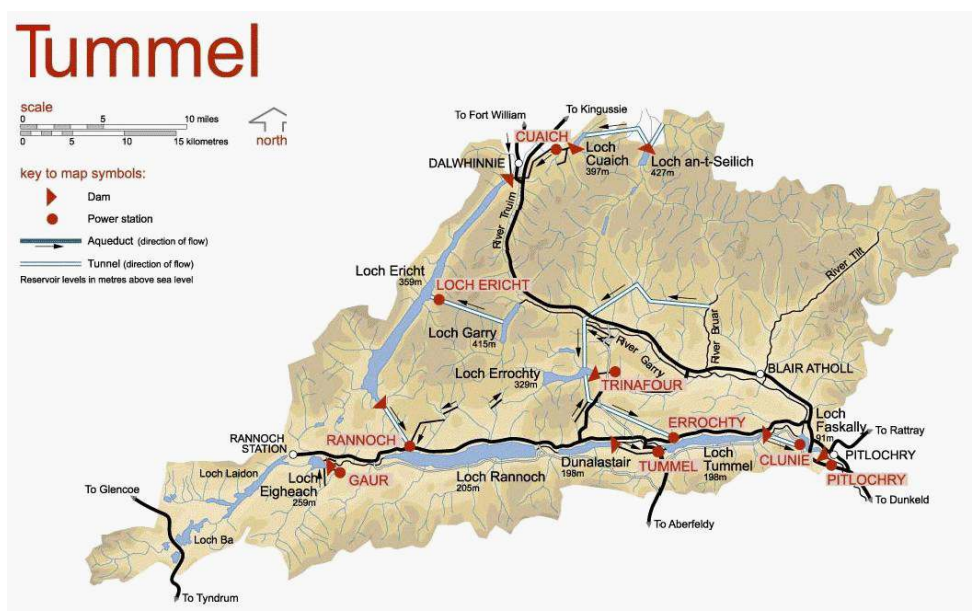 Tummel
scale
0 5 10 miles
0 5 10 15 kilometres
north
key to map symbols:
Dam
Power station
Aqueduct (direction of flow)
Tunnel (direction of flow)
Reservoir levels in metres above sea level
To Fort William
To Kingussie
CUAICH
DALWHINNIE
Loch
Cuaich
397m
Loch an-t-Seilich
427m
River Truim
River Tilt
Loch Ericht
359m
LOCH ERICHT
Loch Garry
415m
River Bruar
River Garry
Loch Errochty
329m
TRINAFOUR
BLAIR ATHOLL
RANNOCH
STATION
RANNOCH
ERROCHTY
Loch
Faskally
91m
To Rattray
PITLOCHRY
Loch Laidon
Loch
Eigheach
259m
GAUR
Loch Rannoch
205m
Dunalastair
198m
TUMMEL
Loch
Tummel
198m
CLUNIE
PITLOCHRY
To Dunkeld
To Glencoe
To Aberfeldy
Loch Ba
To Tyndrum